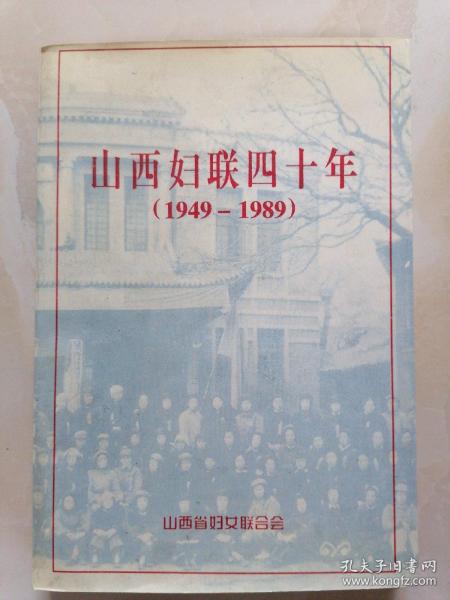 山西妇联四十年
(1949-1989)
山西省妇女联合会
孔夫子旧书网
www.kongfz.com